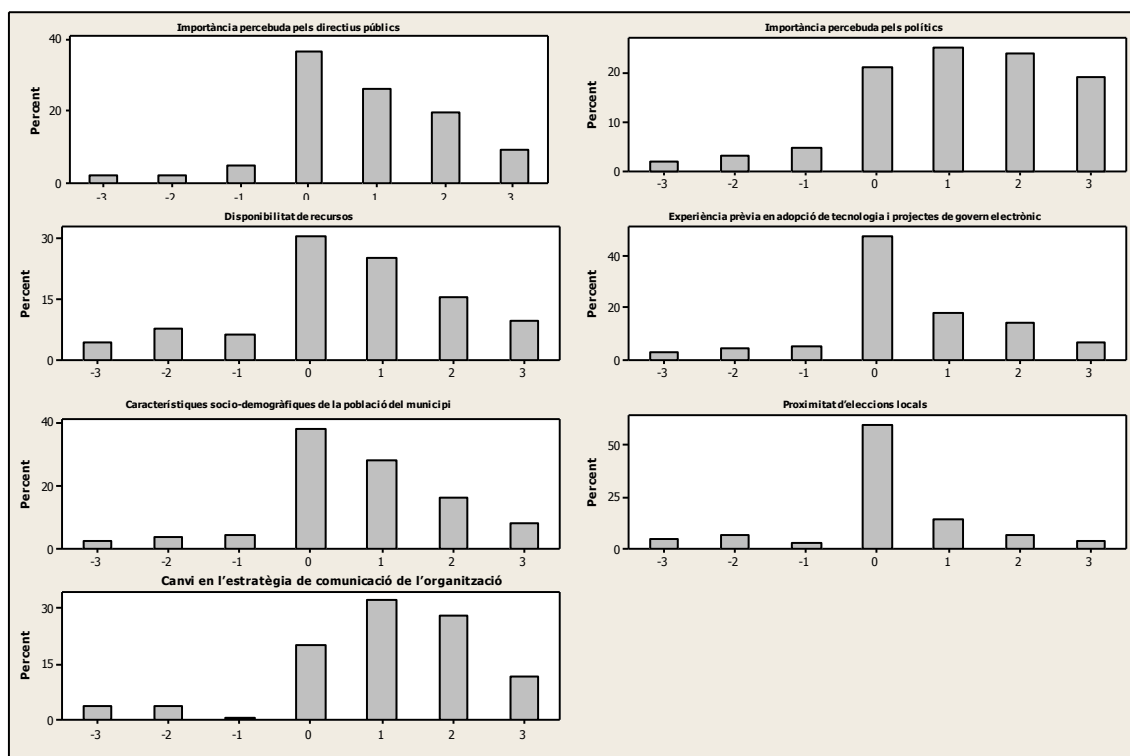 Importància percebuda pels directius públics
40
20
0
Percent
-3 -2 -1 0 1 2 3
Importància percebuda pels polítics
20
10
0
Percent
-3 -2 -1 0 1 2 3
Disponibilitat de recursos
30
15
0
Percent
-3 -2 -1 0 1 2 3
Experiència prèvia en adopció de tecnologia i projectes de govern electrònic
40
20
0
Percent
-3 -2 -1 0 1 2 3
Característiques socio-demogràfiques de la població del municipi
40
20
0
Percent
-3 -2 -1 0 1 2 3
Proximitat d'eleccions locals
50
25
0
Percent
-3 -2 -1 0 1 2 3
Canvi en l'estratègia de comunicació de l'organització
30
15
0
Percent
-3 -2 -1 0 1 2 3